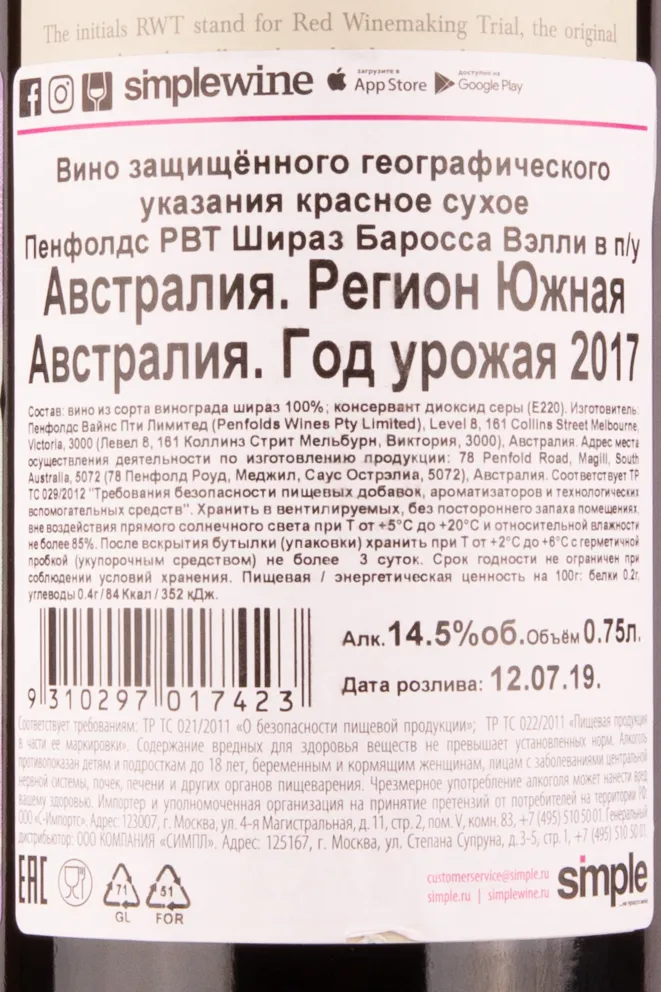 The initials RWT stand for Red Winemaking Trial, the original
simplewine загрузите в App Store доступно на Google Play
Вино защищённого географического
указания красное сухое
Пенфолдс РВТ Шираз Баросса Вэлли в п/у
Австралия. Регион Южная
Австралия. Год урожая 2017
Состав: вино из сорта винограда шираз 100%; консервант диоксид серы (Е220). Изготовитель:
Пенфолдс Вайнс Пти Лимитед (Penfolds Wines Pty Limited), Level 8, 161 Collins Street Melbourne,
Victoria, 3000 (Левел 8, 161 Коллинз Стрит Мельбурн, Виктория, 3000), Австралия. Адрес места
осуществления деятельности по изготовлению продукции: 78 Penfold Road, Magill, South
Australia, 5072 (78 Пенфолд Роуд, Меджил, Саус Острэлиа, 5072), Австралия. Соответствует ТР
ТС 029/2012 "Требования безопасности пищевых добавок, ароматизаторов и технологических
вспомогательных средств". Хранить в вентилируемых, без постороннего запаха помещениях,
вне воздействия прямого солнечного света при Т от +5°С до +20°С и относительной влажности
не более 85%. После вскрытия бутылки (упаковки) хранить при Т от +2°С до +6°С с герметичной
пробкой (укупорочным средством) не более 3 суток. Срок годности не ограничен при
соблюдении условий хранения. Пищевая / энергетическая ценность на 100г: белки 0.2г,
углеводы 0.4г / 84 Ккал / 352 кДж.
Алк. 14.5%об. Объём 0.75л.
Дата розлива: 12.07.19.
9 310297 017423
Соответствует требованиям: ТР ТС 021/2011 «О безопасности пищевой продукции»; ТР ТС 022/2011 «Пищевая продукция
в части ее маркировки». Содержание вредных для здоровья веществ не превышает установленных норм. Алкоголь
противопоказан детям и подросткам до 18 лет, беременным и кормящим женщинам, лицам с заболеваниями центральной
нервной системы, почек, печени и других органов пищеварения. Чрезмерное употребление алкоголя может нанести вред
вашему здоровью. Импортер и уполномоченная организация на принятие претензий от потребителей на территории РФ:
ООО «С-Импортс». Адрес: 123007, г. Москва, ул. 4-я Магистральная, д. 11, стр. 2, пом. V, комн. 83, +7 (495) 510 50 01. Генеральный
дистрибьютор: ООО КОМПАНИЯ «СИМПЛ». Адрес: 125167, г. Москва, ул. Степана Супруна, д. 3-5, стр. 1, +7 (495) 510 50 01.
EAC
71
GL
51
FOR
customerservice@simple.ru
симпл.ru | simplewine.ru
simple